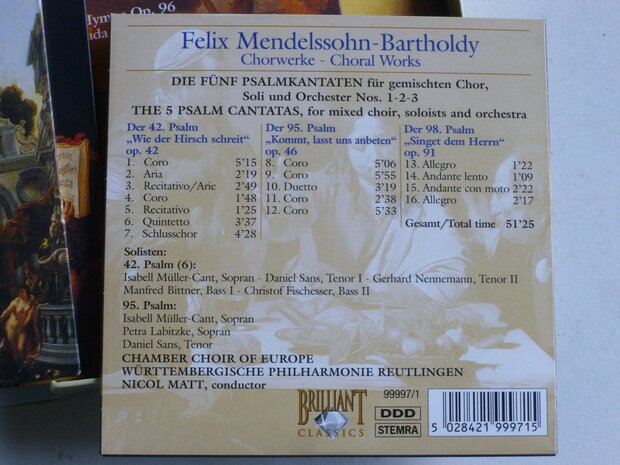 Hymn Op. 96
Felix Mendelssohn-Bartholdy
Chorwerke - Choral Works
DIE FÜNF PSALMKANTATEN für gemischten Chor,
Soli und Orchester Nos. 1-2-3
THE 5 PSALM CANTATAS, for mixed choir, soloists and orchestra
Der 42. Psalm
„Wie der Hirsch schreit“
op. 42
1. Coro 5'15
2. Aria 2'19
3. Recitativo/Arie 2'49
4. Coro 1'48
5. Recitativo 1'25
6. Quintetto 3'37
7. Schlusschor 4'28
Der 95. Psalm
„Kommt, lasst uns anbeten“
op. 46
8. Coro 5'06
9. Coro 5'55
10. Duetto 3'19
11. Coro 2'38
12. Coro 5'33
Der 98. Psalm
„Singet dem Herrn“
op. 91
13. Allegro 1'22
14. Andante lento 1'09
15. Andante con moto 2'22
16. Allegro 2'17
Gesamt/Total time 51'25
Solisten:
42. Psalm (6):
Isabell Müller-Cant, Sopran - Daniel Sans, Tenor I - Gerhard Nennemann, Tenor II
Manfred Bittner, Bass I - Christof Fischesser, Bass II
95. Psalm:
Isabell Müller-Cant, Sopran
Petra Labitzke, Sopran
Daniel Sans, Tenor
CHAMBER CHOIR OF EUROPE
WÜRTTEMBERGISCHE PHILHARMONIE REUTLINGEN
NICOL MATT, conductor
BRILLIANT
CLASSICS
99997/1
DDD
STEMRA
5 028421 999715